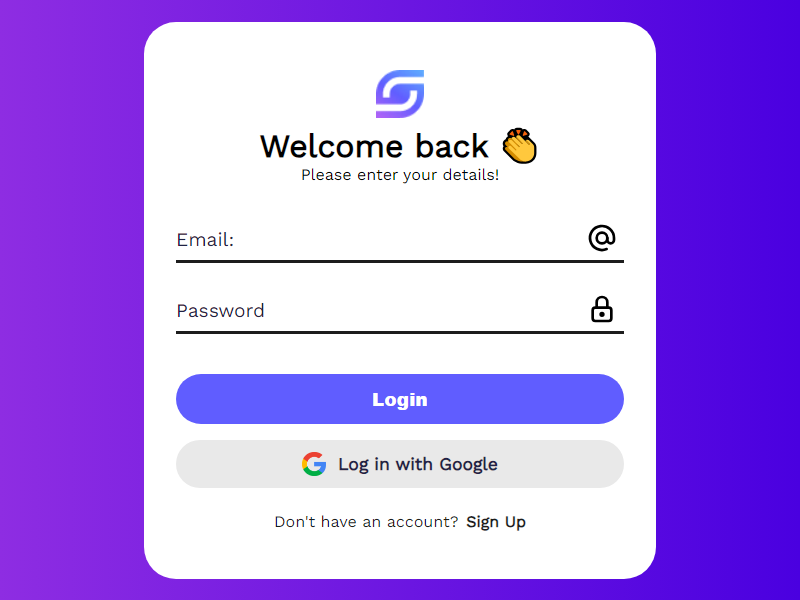 Welcome back 👏
Please enter your details!
Email:
Password
Login
Log in with Google
Don't have an account? Sign Up